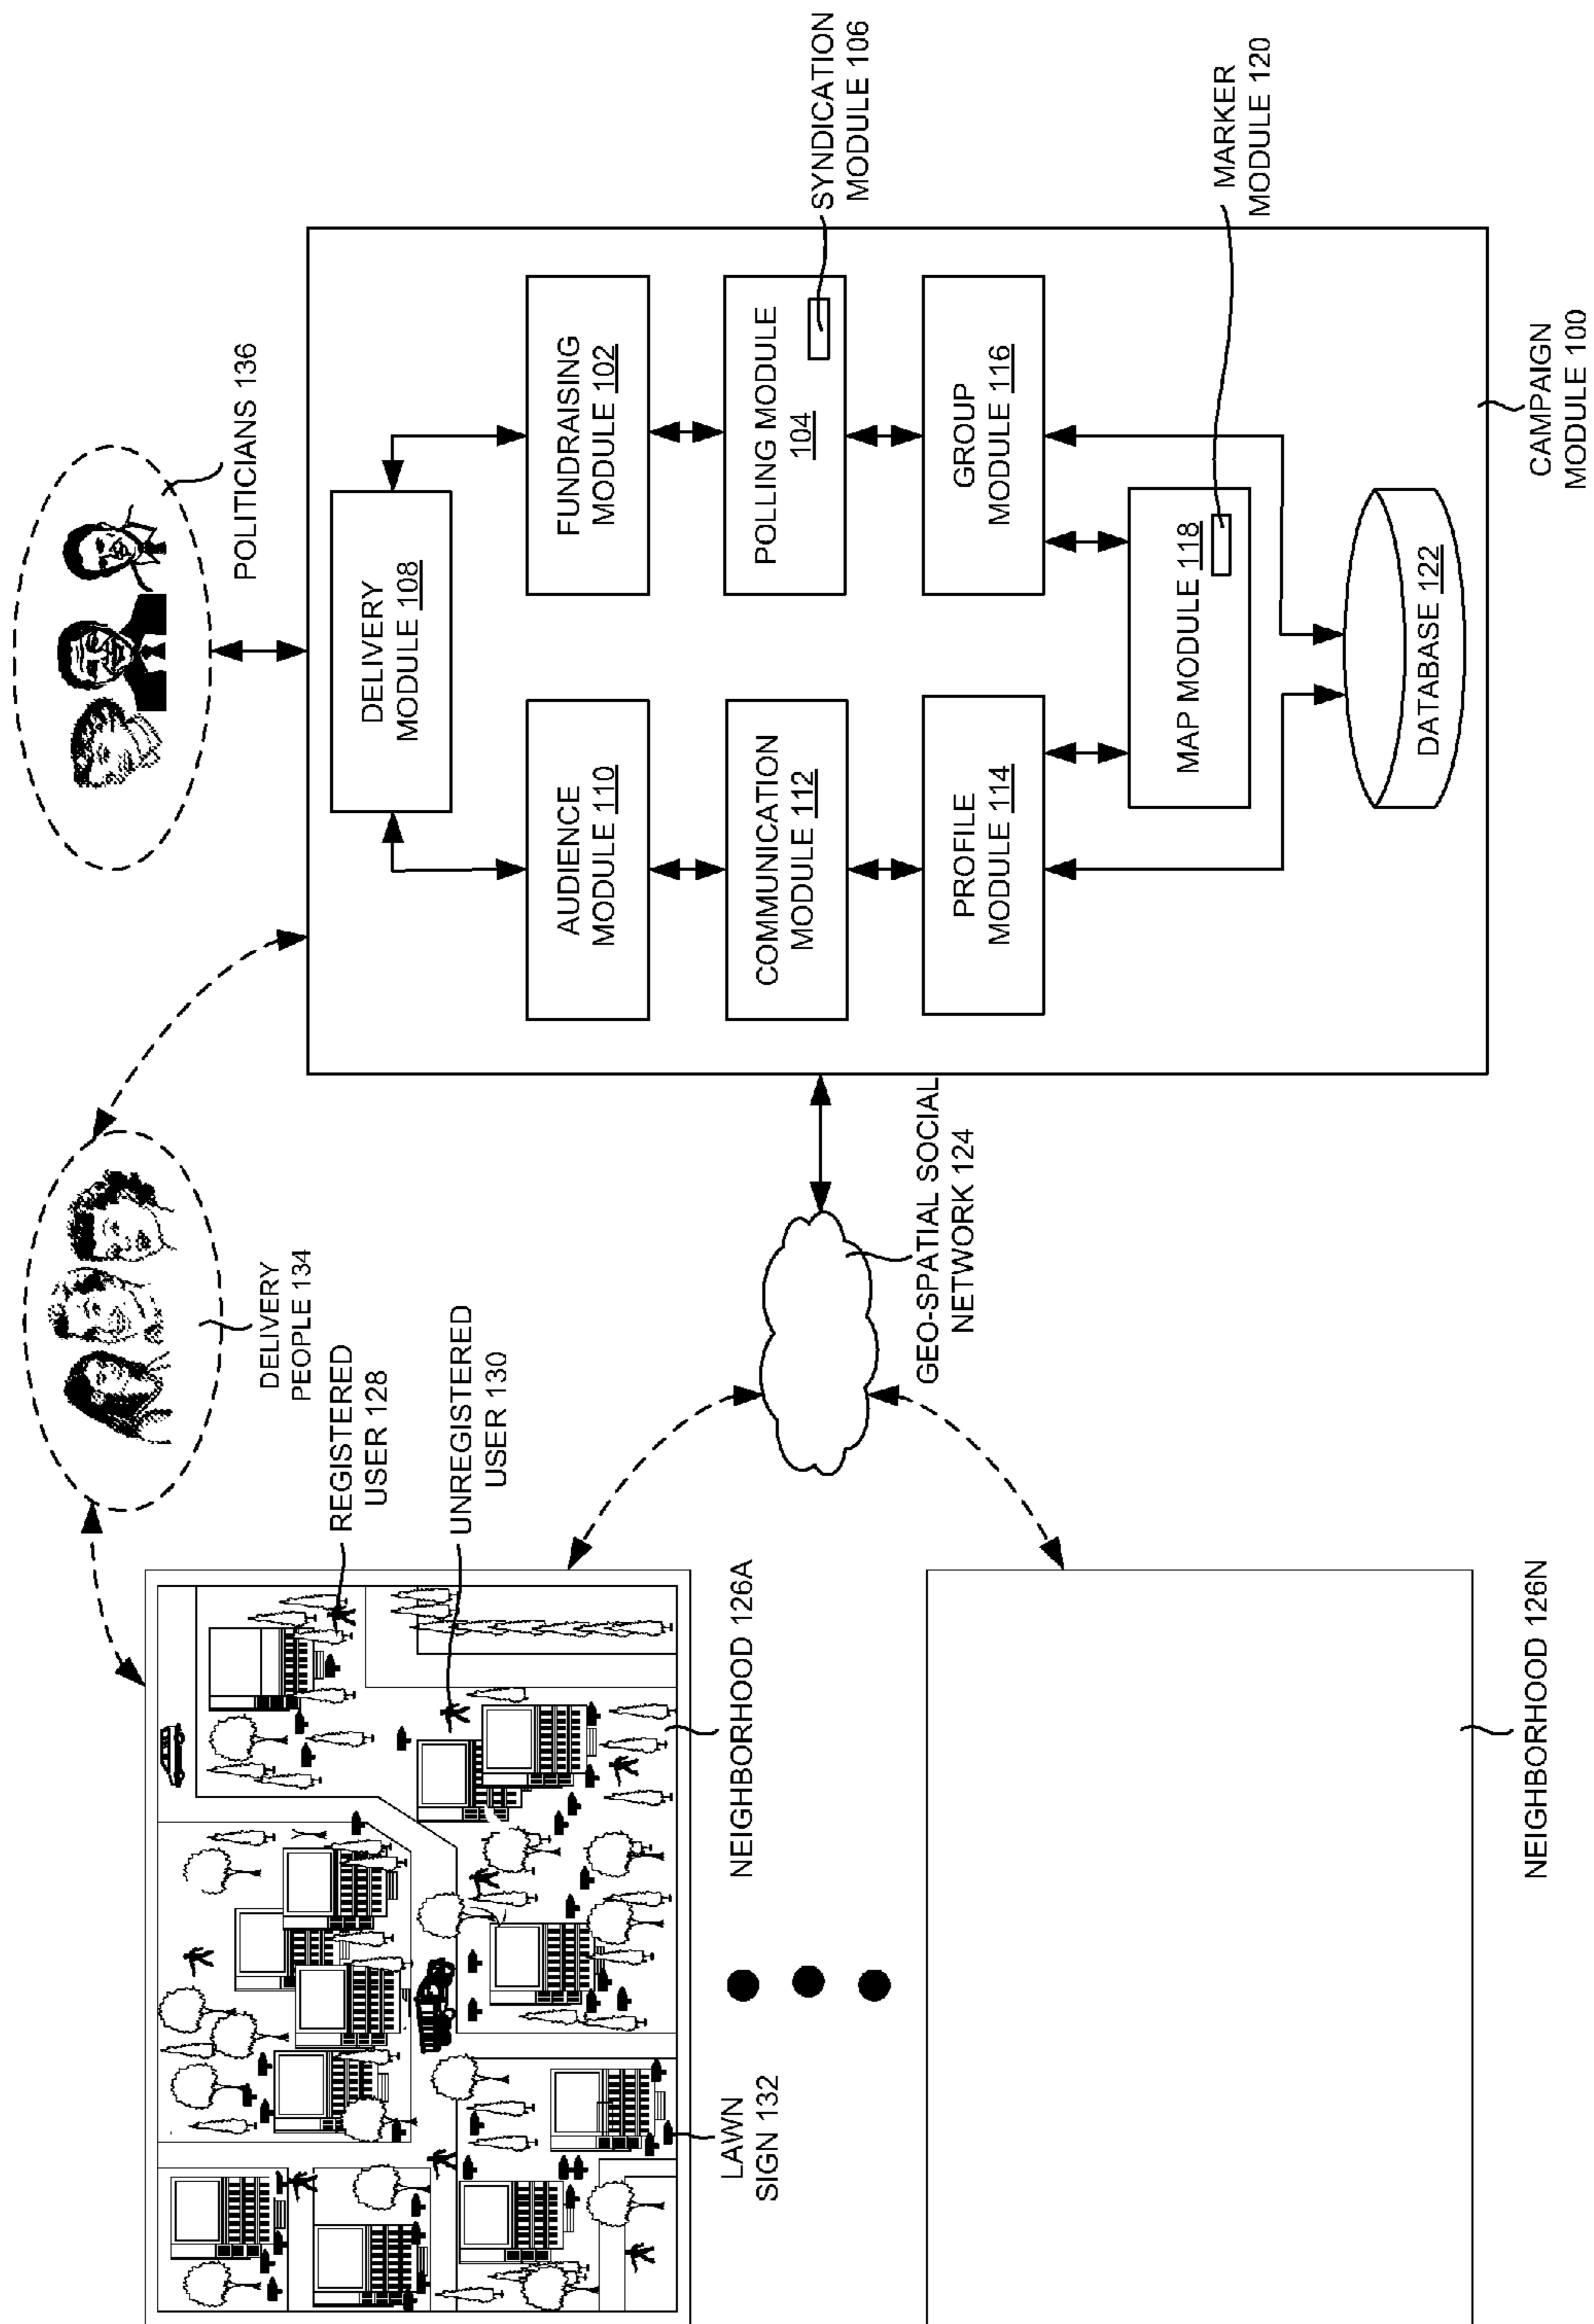 POLITICIANS 136
DELIVERY
PEOPLE 134
REGISTERED
USER 128
UNREGISTERED
USER 130
DELIVERY
MODULE 108
AUDIENCE
MODULE 110
FUNDRAISING
MODULE 102
COMMUNICATION
MODULE 112
POLLING MODULE
104
SYNDICATION
MODULE 106
PROFILE
MODULE 114
GROUP
MODULE 116
MAP MODULE 118
MARKER
MODULE 120
DATABASE 122
CAMPAIGN
MODULE 100
GEO-SPATIAL SOCIAL
NETWORK 124
LAWN
SIGN 132
NEIGHBORHOOD 126A
NEIGHBORHOOD 126N